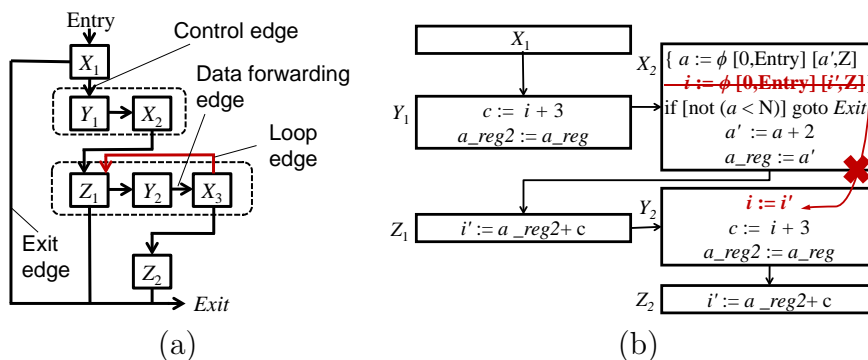 Entry
X1
Control edge
Data forwarding
edge
Y1
X2
Loop
edge
Z1
Y2
X3
Exit
edge
Z2
Exit
(a)
X1
X2
{ a := ϕ [0,Entry] [a′,Z]
i := ϕ [0,Entry] [i′,Z]
if [not (a < N)] goto Exit
a′ := a + 2
a_reg := a′
Y1
c := i + 3
a_reg2 := a_reg
Z1
i′ := a _reg2+ c
Y2
i := i′
c := i + 3
a_reg2 := a_reg
Z2
i′ := a _reg2+ c
(b)